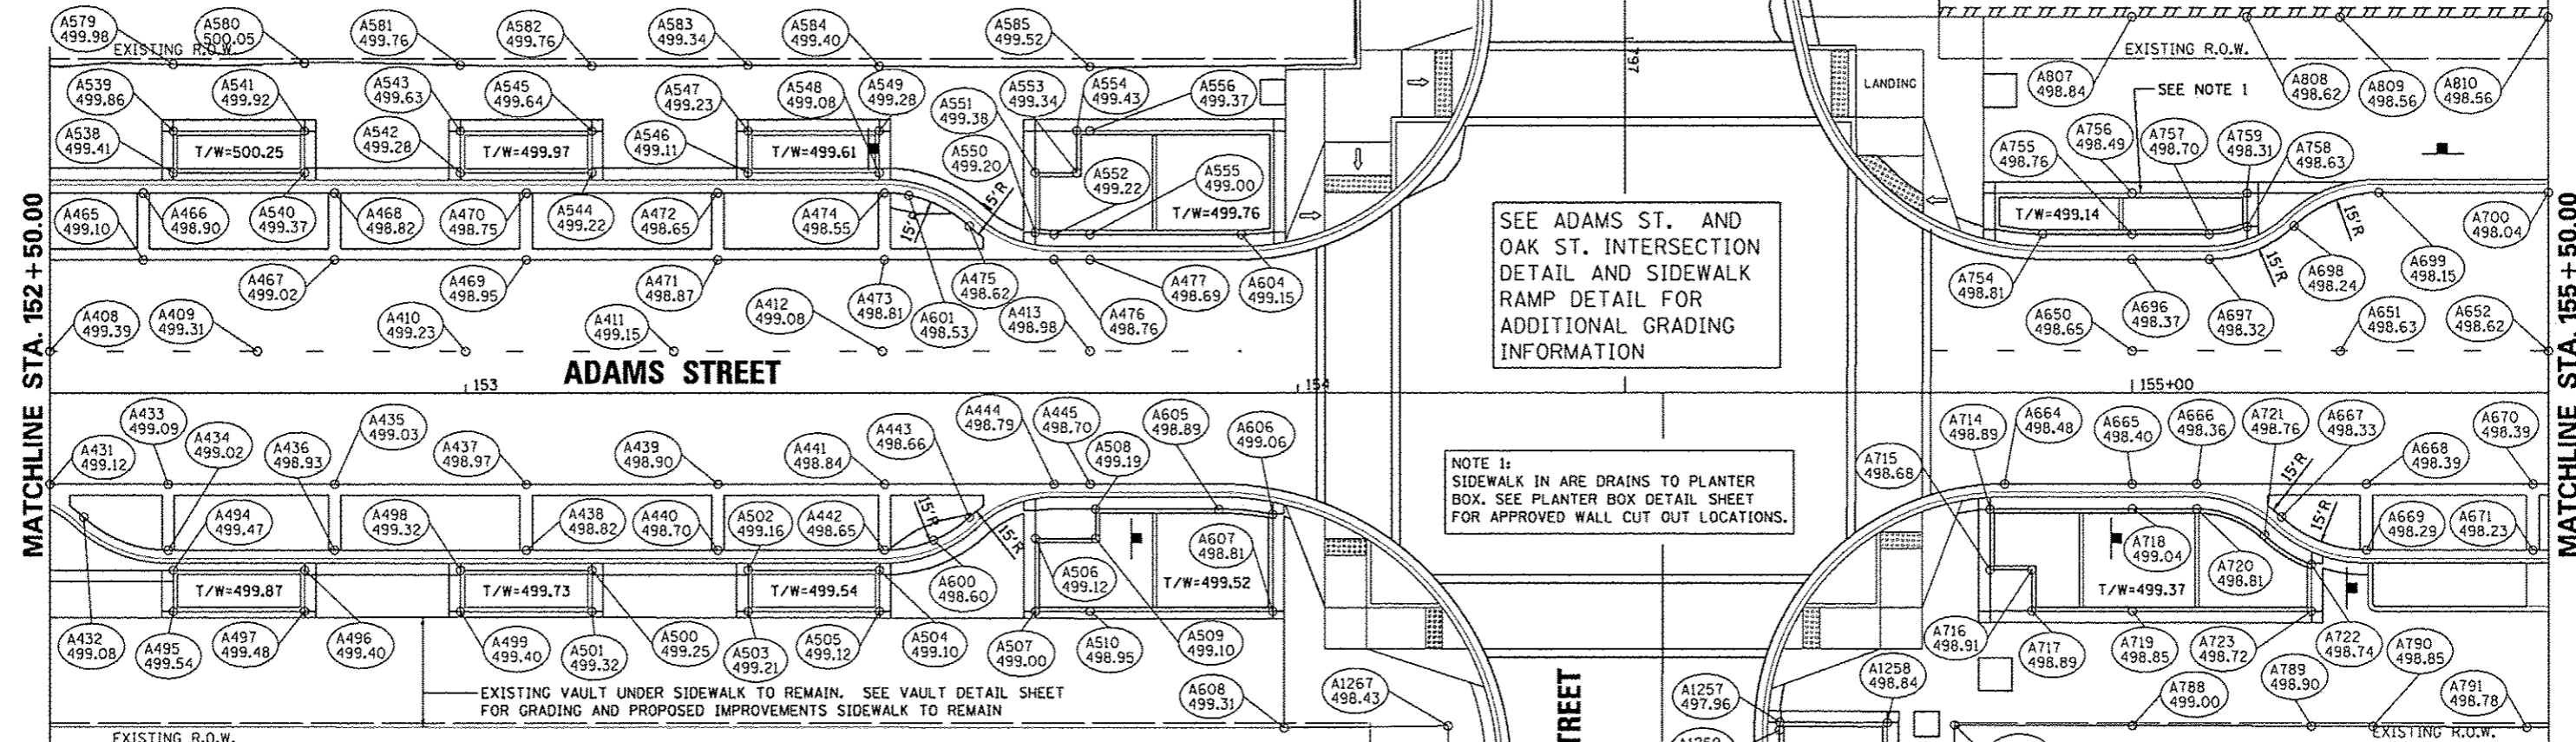 A579
499.98
A580
500.05
A581
499.76
A582
499.76
A583
499.34
A584
499.40
A585
499.52
EXISTING R.O.W.
EXISTING R.O.W.
A539
499.86
A541
499.92
A543
499.63
A545
499.64
A547
499.23
A548
499.08
A549
499.28
A551
499.38
A553
499.34
A554
499.43
A556
499.37
797
LANDING
A807
498.84
SEE NOTE 1
A808
498.62
A809
498.56
A810
498.56
A538
499.41
T/W=500.25
A542
499.28
T/W=499.97
A546
499.11
T/W=499.61
A550
499.20
A552
499.22
A555
499.00
T/W=499.76
A755
498.76
A756
498.49
A757
498.70
A759
498.31
A758
498.63
T/W=499.14
A465
499.10
A466
498.90
A540
499.37
A468
498.82
A470
498.75
A544
499.22
A472
498.65
A474
498.55
15'R
15'R
SEE ADAMS ST. AND
OAK ST. INTERSECTION
DETAIL AND SIDEWALK
RAMP DETAIL FOR
ADDITIONAL GRADING
INFORMATION
15'R
15'R
A700
498.04
A467
499.02
A469
498.95
A471
498.87
A473
498.81
A475
498.62
A477
498.69
A604
499.15
A754
498.81
A698
498.24
A699
498.15
A408
499.39
A409
499.31
A410
499.23
A411
499.15
A412
499.08
A601
498.53
A413
498.98
A476
498.76
A650
498.65
A696
498.37
A697
498.32
A651
498.63
A652
498.62
MATCHLINE STA. 152+50.00
MATCHLINE STA. 155+50.00
ADAMS STREET
153
154
155+00
A431
499.12
A433
499.09
A434
499.02
A436
498.93
A435
499.03
A437
498.97
A439
498.90
A441
498.84
A443
498.66
A444
498.79
A445
498.70
A508
499.19
A605
498.89
A606
499.06
NOTE 1:
SIDEWALK IN ARE DRAINS TO PLANTER
BOX. SEE PLANTER BOX DETAIL SHEET
FOR APPROVED WALL CUT OUT LOCATIONS.
A715
498.68
A714
498.89
A664
498.48
A665
498.40
A666
498.36
A721
498.76
A667
498.33
A668
498.39
A670
498.39
A494
499.47
A498
499.32
A438
498.82
A440
498.70
A502
499.16
A442
498.65
15'R
15'R
A506
499.12
A607
498.81
T/W=499.52
A718
499.04
A720
498.81
T/W=499.37
15'R
15'R
A669
498.29
A671
498.23
T/W=499.87
T/W=499.73
T/W=499.54
A600
498.60
A432
499.08
A495
499.54
A497
499.48
A496
499.40
A499
499.40
A501
499.32
A500
499.25
A503
499.21
A505
499.12
A504
499.10
A507
499.00
A510
498.95
A509
499.10
A716
498.91
A717
498.89
A719
498.85
A723
498.72
A722
498.74
A790
498.85
EXISTING VAULT UNDER SIDEWALK TO REMAIN. SEE VAULT DETAIL SHEET
FOR GRADING AND PROPOSED IMPROVEMENTS SIDEWALK TO REMAIN
A608
499.31
A1267
498.43
TREET
A1257
497.96
A1258
498.84
A788
499.00
A789
498.90
A791
498.78
EXISTING R.O.W.
EXISTING R.O.W.